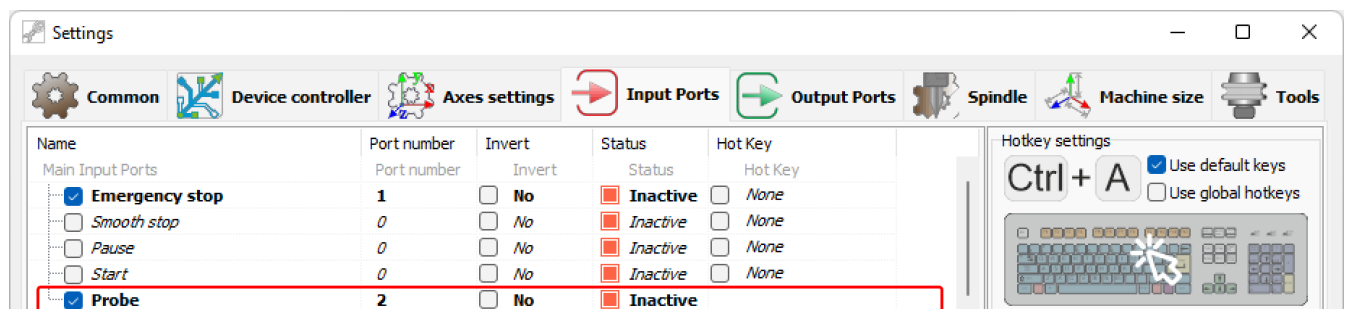 Settings
Common Device controller Axes settings Input Ports Output Ports Spindle Machine size Tools
Name Port number Invert Status Hot Key
Main Input Ports Port number Invert Status Hot Key
Emergency stop 1 No Inactive None
Smooth stop 0 No Inactive None
Pause 0 No Inactive None
Start 0 No Inactive None
Probe 2 No Inactive
Hotkey settings
Ctrl + A
Use default keys
Use global hotkeys